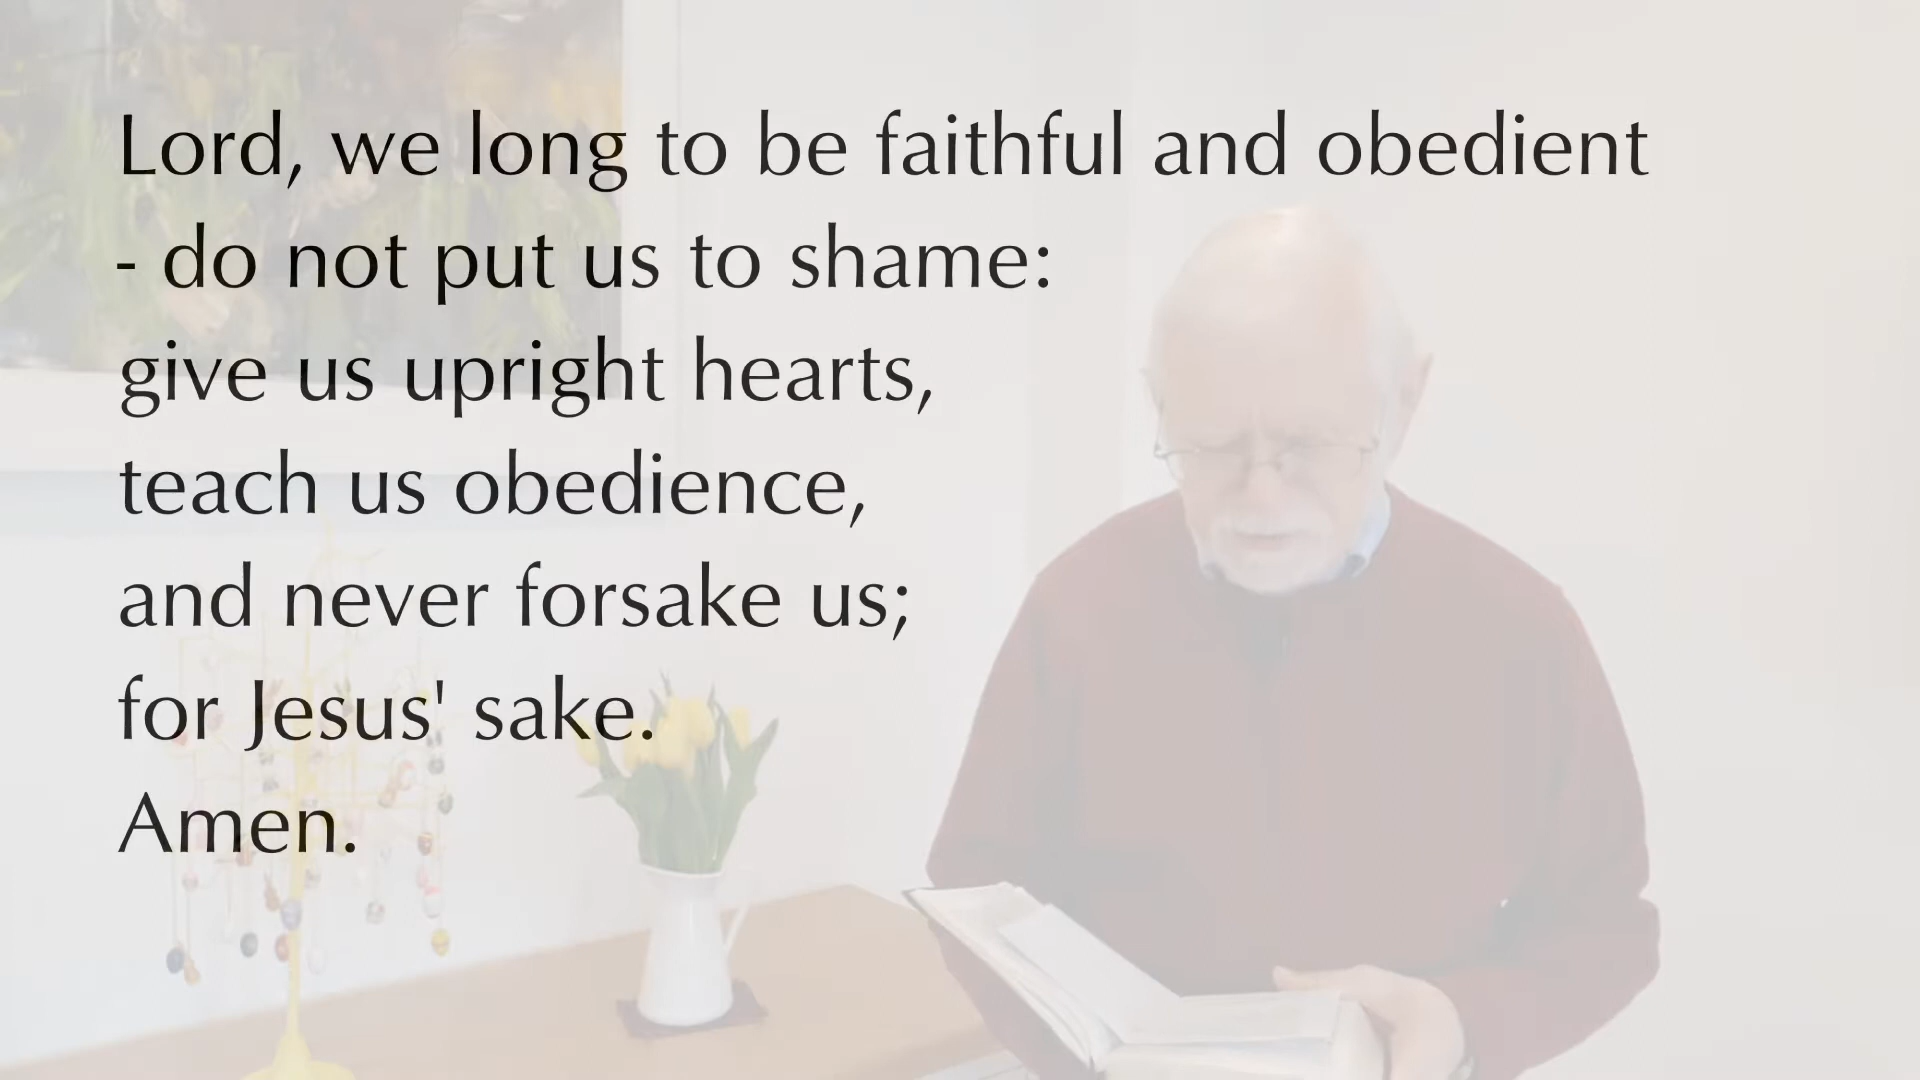 Lord, we long to be faithful and obedient
- do not put us to shame:
give us upright hearts,
teach us obedience,
and never forsake us;
for Jesus' sake.
Amen.